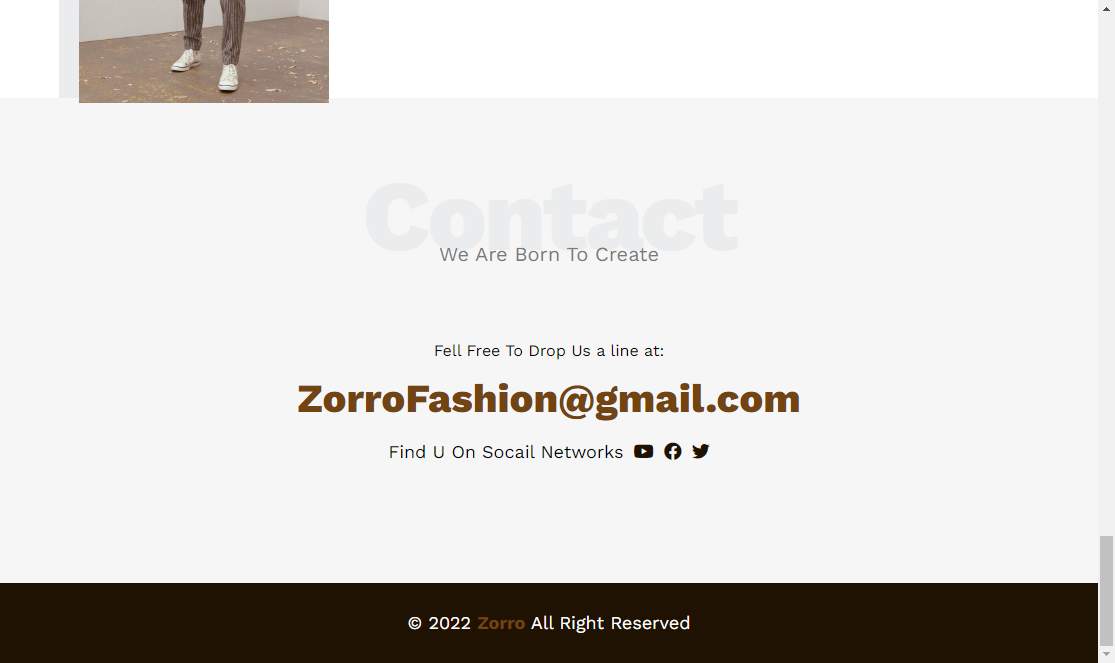 Contact
We Are Born To Create
Fell Free To Drop Us a line at:
ZorroFashion@gmail.com
Find U On Socail Networks
© 2022 Zorro All Right Reserved